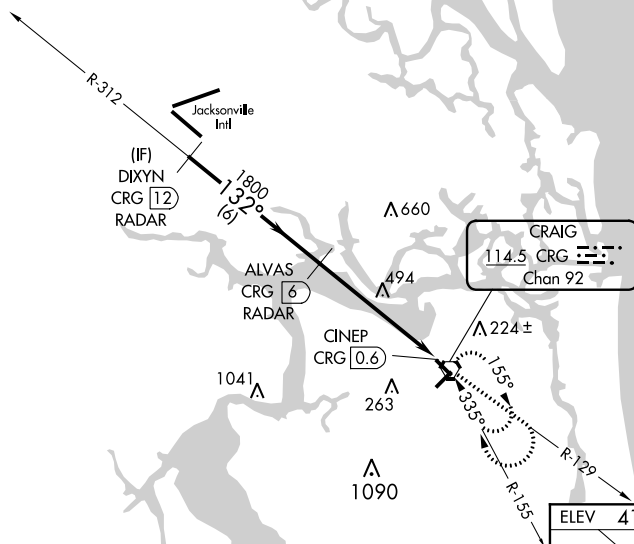 R-312
Jacksonville
Intl
(IF)
DIXYN
CRG 12
RADAR
1800
132°
(6)
660
CRAIG
114.5 CRG
Chan 92
ALVAS
CRG 6
RADAR
494
CINEP
CRG 0.6
224±
155°
1041
263
335°
R-129
1090
R-155
ELEV 41